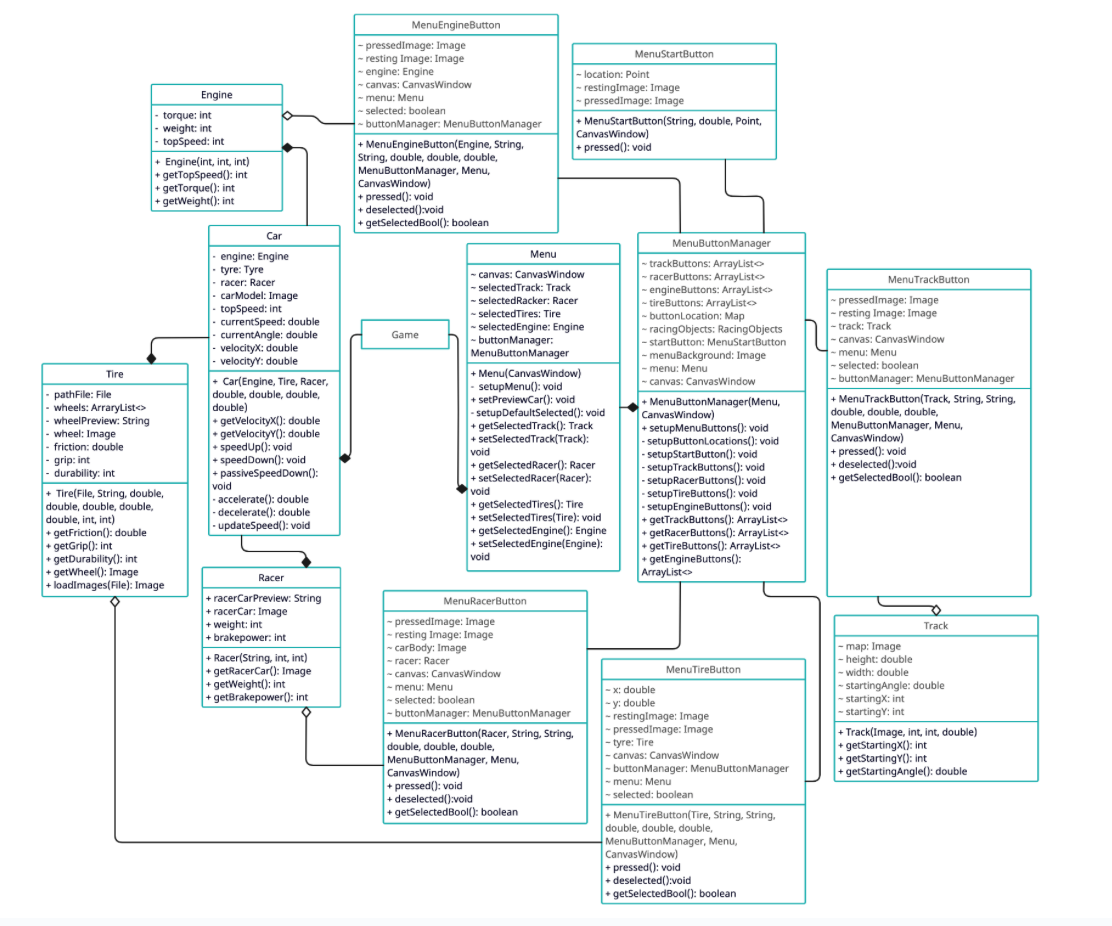 MenuEngineButton
~ pressedImage: Image
~ resting Image: Image
~ engine: Engine
~ canvas: CanvasWindow
~ menu: Menu
~ selected: boolean
~ buttonManager: MenuButtonManager
+ MenuEngineButton(Engine, String,
String, double, double, double,
MenuButtonManager, Menu,
CanvasWindow)
+ pressed(): void
+ deselected():void
+ getSelectedBool(): boolean
MenuStartButton
~ location: Point
~ restingImage: Image
~ pressedImage: Image
+ MenuStartButton(String, double, Point,
CanvasWindow)
+ pressed(): void
Engine
- torque: int
- weight: int
- topSpeed: int
+ Engine(int, int, int)
+ getTopSpeed(): int
+ getTorque(): int
+ getWeight(): int
Car
- engine: Engine
- tyre: Tyre
- racer: Racer
- carModel: Image
- topSpeed: int
- currentSpeed: double
- currentAngle: double
- velocityX: double
- velocityY: double
+ Car(Engine, Tire, Racer,
double, double, double,
double)
+ getVelocityX(): double
+ getVelocityY(): double
+ speedUp(): void
+ speedDown(): void
+ passiveSpeedDown():
void
- accelerate(): double
- decelerate(): double
- updateSpeed(): void
Game
Menu
~ canvas: CanvasWindow
~ selectedTrack: Track
~ selectedRacker: Racer
~ selectedTires: Tire
~ selectedEngine: Engine
~ buttonManager:
MenuButtonManager
+ Menu(CanvasWindow)
- setupMenu(): void
+ setPreviewCar(): void
- setupDefaultSelected(): void
+ getSelectedTrack(): Track
+ setSelectedTrack(Track):
void
+ getSelectedRacer(): Racer
+ setSelectedRacer(Racer):
void
+ getSelectedTires(): Tire
+ setSelectedTires(Tire): void
+ getSelectedEngine(): Engine
+ setSelectedEngine(Engine):
void
MenuButtonManager
~ trackButtons: ArrayList<>
~ racerButtons: ArrayList<>
~ engineButtons: ArrayList<>
~ tireButtons: ArrayList<>
~ buttonLocation: Map
~ racingObjects: RacingObjects
~ startButton: MenuStartButton
~ menuBackground: Image
~ menu: Menu
~ canvas: CanvasWindow
+ MenuButtonManager(Menu,
CanvasWindow)
+ setupMenuButtons(): void
- setupButtonLocations(): void
- setupStartButton(): void
- setupTrackButtons(): void
- setupRacerButtons(): void
- setupTireButtons(): void
- setupEngineButtons(): void
+ getTrackButtons(): ArrayList<>
+ getRacerButtons(): ArrayList<>
+ getTireButtons(): ArrayList<>
+ getEngineButtons():
ArrayList<>
MenuTrackButton
~ pressedImage: Image
~ resting Image: Image
~ track: Track
~ canvas: CanvasWindow
~ menu: Menu
~ selected: boolean
~ buttonManager: MenuButtonManager
+ MenuTrackButton(Track, String, String,
double, double, double,
MenuButtonManager, Menu,
CanvasWindow)
+ pressed(): void
+ deselected():void
+ getSelectedBool(): boolean
Tire
- pathFile: File
- wheels: ArraryList<>
- wheelPreview: String
- wheel: Image
- friction: double
- grip: int
- durability: int
+ Tire(File, String, double,
double, double, double,
double, int, int)
+ getFriction(): double
+ getGrip(): int
+ getDurability(): int
+ getWheel(): Image
+ loadImages(File): Image
Racer
+ racerCarPreview: String
+ racerCar: Image
+ weight: int
+ brakepower: int
+ Racer(String, int, int)
+ getRacerCar(): Image
+ getWeight(): int
+ getBrakepower(): int
MenuRacerButton
~ pressedImage: Image
~ resting Image: Image
~ carBody: Image
~ racer: Racer
~ canvas: CanvasWindow
~ menu: Menu
~ selected: boolean
~ buttonManager: MenuButtonManager
+ MenuRacerButton(Racer, String, String,
double, double, double,
MenuButtonManager, Menu,
CanvasWindow)
+ pressed(): void
+ deselected():void
+ getSelectedBool(): boolean
MenuTireButton
~ x: double
~ y: double
~ restingImage: Image
~ pressedImage: Image
~ tyre: Tire
~ canvas: CanvasWindow
~ buttonManager: MenuButtonManager
~ menu: Menu
~ selected: boolean
+ MenuTireButton(Tire, String, String,
double, double, double,
MenuButtonManager, Menu,
CanvasWindow)
+ pressed(): void
+ deselected():void
+ getSelectedBool(): boolean
Track
~ map: Image
~ height: double
~ width: double
~ startingAngle: double
~ startingX: int
~ startingY: int
+ Track(Image, int, int, double)
+ getStartingX(): int
+ getStartingY(): int
+ getStartingAngle(): double